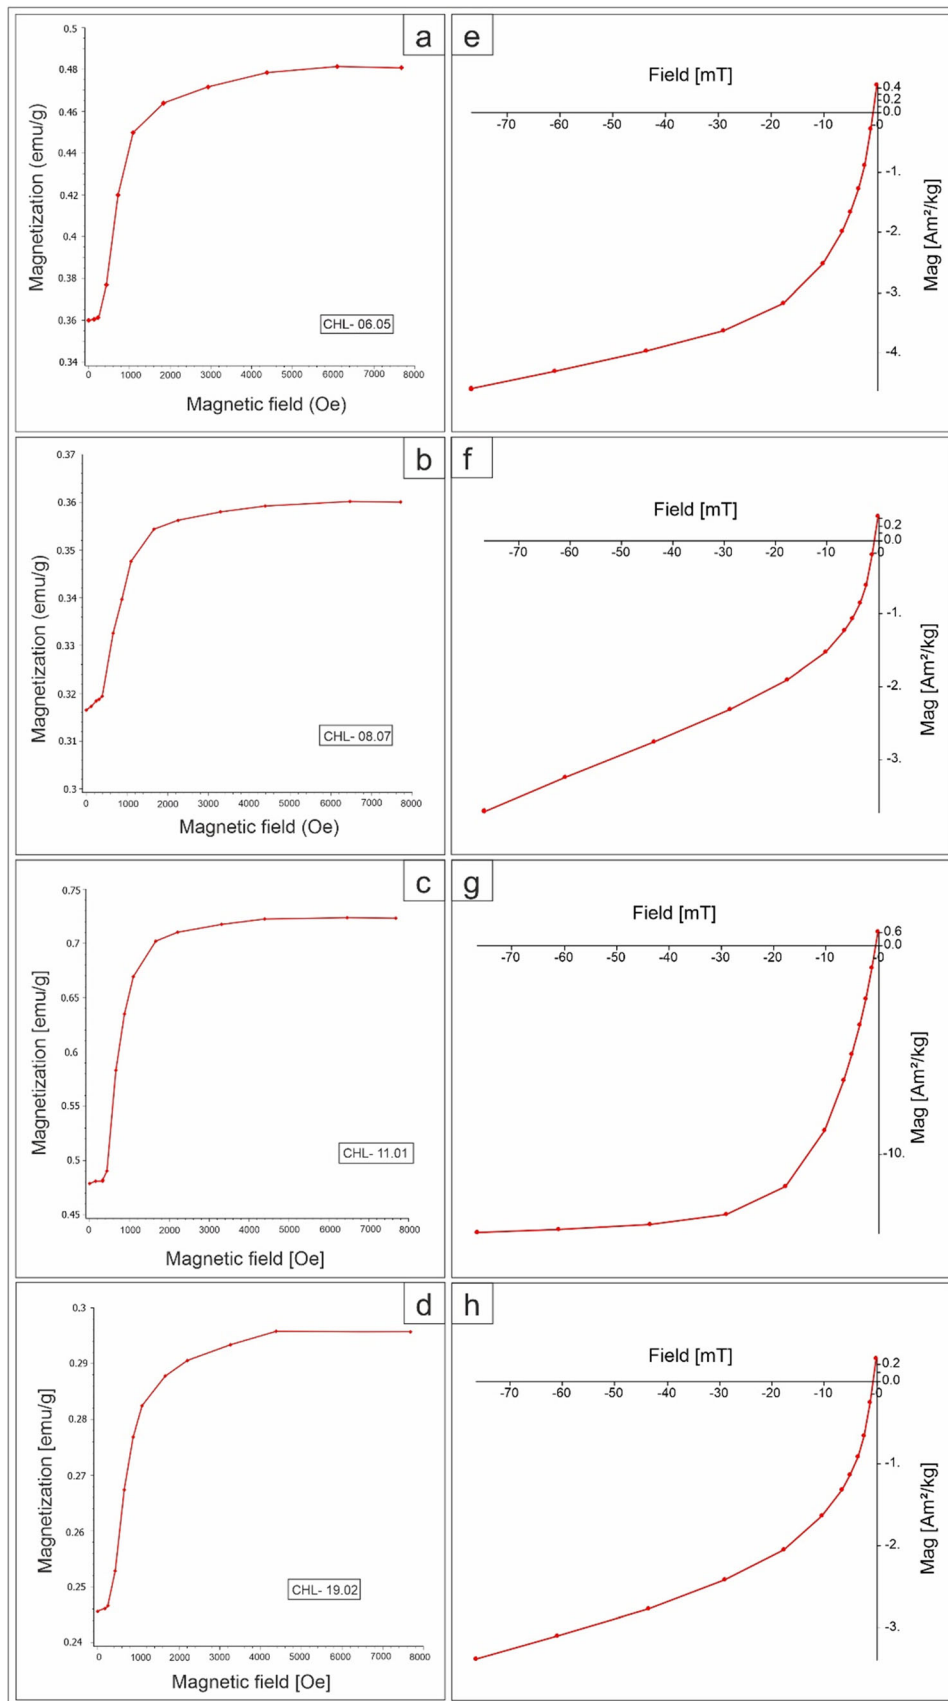 a
0.5
0.48
0.46
0.44
0.42
0.4
0.38
0.36
0.34
Magnetization (emu/g)
CHL- 06.05
0 1000 2000 3000 4000 5000 6000 7000 8000
Magnetic field (Oe)
e
Field [mT]
0.4
0.2
0.0
-70 -60 -50 -40 -30 -20 -10 -0
-1.
-2.
-3.
-4.
Mag [Am²/kg]
b
0.37
0.36
0.35
0.34
0.33
0.32
0.31
0.3
Magnetization (emu/g)
CHL- 08.07
0 1000 2000 3000 4000 5000 6000 7000 8000
Magnetic field (Oe)
f
Field [mT]
0.2
0.0
-70 -60 -50 -40 -30 -20 -10 -0
-1.
-2.
-3.
Mag [Am²/kg]
c
0.75
0.7
0.65
0.6
0.55
0.5
0.45
Magnetization [emu/g]
CHL- 11.01
0 1000 2000 3000 4000 5000 6000 7000 8000
Magnetic field [Oe]
g
Field [mT]
0.6
0.0
-70 -60 -50 -40 -30 -20 -10 -0
-10.
Mag [Am²/kg]
d
0.3
0.29
0.28
0.27
0.26
0.25
0.24
Magnetization [emu/g]
CHL- 19.02
0 1000 2000 3000 4000 5000 6000 7000 8000
Magnetic field [Oe]
h
Field [mT]
0.2
0.0
-70 -60 -50 -40 -30 -20 -10 -0
-1.
-2.
-3.
Mag [Am²/kg]